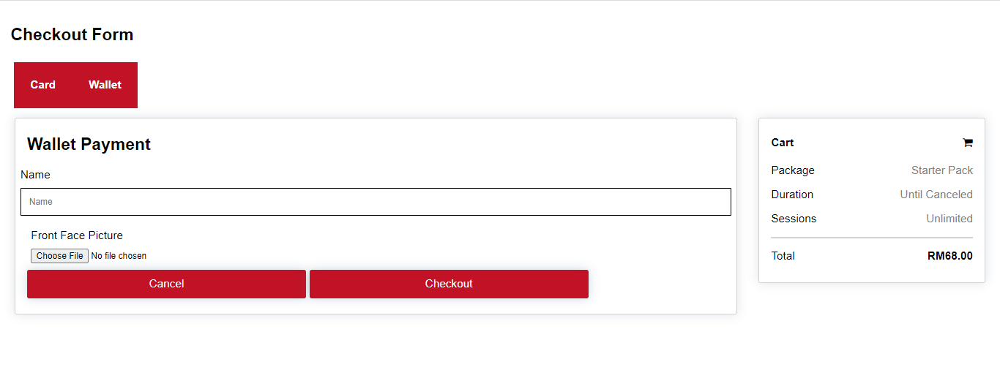 Checkout Form
Card Wallet
Wallet Payment
Name
Name
Front Face Picture
Choose File No file chosen
Cancel Checkout
Cart
Package Starter Pack
Duration Until Canceled
Sessions Unlimited
Total RM68.00